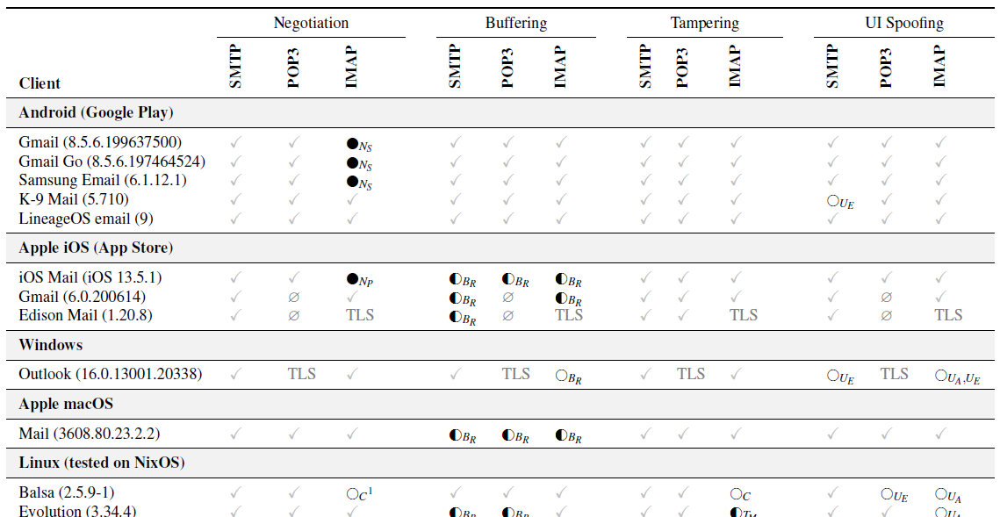 Negotiation Buffering Tampering UI Spoofing
Client SMTP POP3 IMAP SMTP POP3 IMAP SMTP POP3 IMAP SMTP POP3 IMAP
Android (Google Play)
Gmail (8.5.6.199637500) ✓ ✓ ●N_S ✓ ✓ ✓ ✓ ✓ ✓ ✓ ✓ ✓
Gmail Go (8.5.6.197464524) ✓ ✓ ●N_S ✓ ✓ ✓ ✓ ✓ ✓ ✓ ✓ ✓
Samsung Email (6.1.12.1) ✓ ✓ ●N_S ✓ ✓ ✓ ✓ ✓ ✓ ✓ ✓ ✓
K-9 Mail (5.710) ✓ ✓ ✓ ✓ ✓ ✓ ✓ ✓ ✓ ○U_E ✓ ✓
LineageOS email (9) ✓ ✓ ✓ ✓ ✓ ✓ ✓ ✓ ✓ ✓ ✓ ✓
Apple iOS (App Store)
iOS Mail (iOS 13.5.1) ✓ ✓ ●N_P ◐B_R ◐B_R ◐B_R ✓ ✓ ✓ ✓ ✓ ✓
Gmail (6.0.200614) ✓ ∅ ✓ ◐B_R ∅ ◐B_R ✓ ✓ ✓ ✓ ∅ ✓
Edison Mail (1.20.8) ✓ ∅ TLS ◐B_R ∅ TLS ✓ ✓ TLS ✓ ∅ TLS
Windows
Outlook (16.0.13001.20338) ✓ TLS ✓ ✓ TLS ○B_R ✓ TLS ✓ ○U_E TLS ○U_A,U_E
Apple macOS
Mail (3608.80.23.2.2) ✓ ✓ ✓ ◐B_R ◐B_R ◐B_R ✓ ✓ ✓ ✓ ✓ ✓
Linux (tested on NixOS)
Balsa (2.5.9-1) ✓ ✓ ○C¹ ✓ ✓ ✓ ✓ ✓ ○C ✓ ○U_E ○U_A
Evolution (3.34.4) ✓ ✓ ✓ ◐B_R ◐B_R ✓ ✓ ✓ ◐T_M ✓ ✓ ○U_A